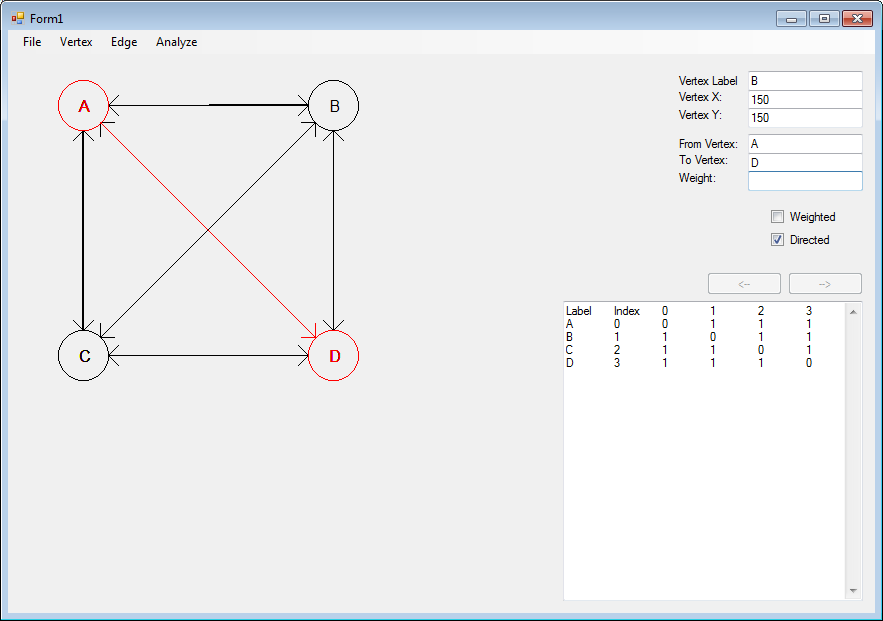 Form1
File Vertex Edge Analyze
A B
C D
Vertex Label B
Vertex X: 150
Vertex Y: 150
From Vertex: A
To Vertex: D
Weight:
Weighted
Directed
<-- -->
Label Index 0 1 2 3
A 0 0 1 1 1
B 1 1 0 1 1
C 2 1 1 0 1
D 3 1 1 1 0